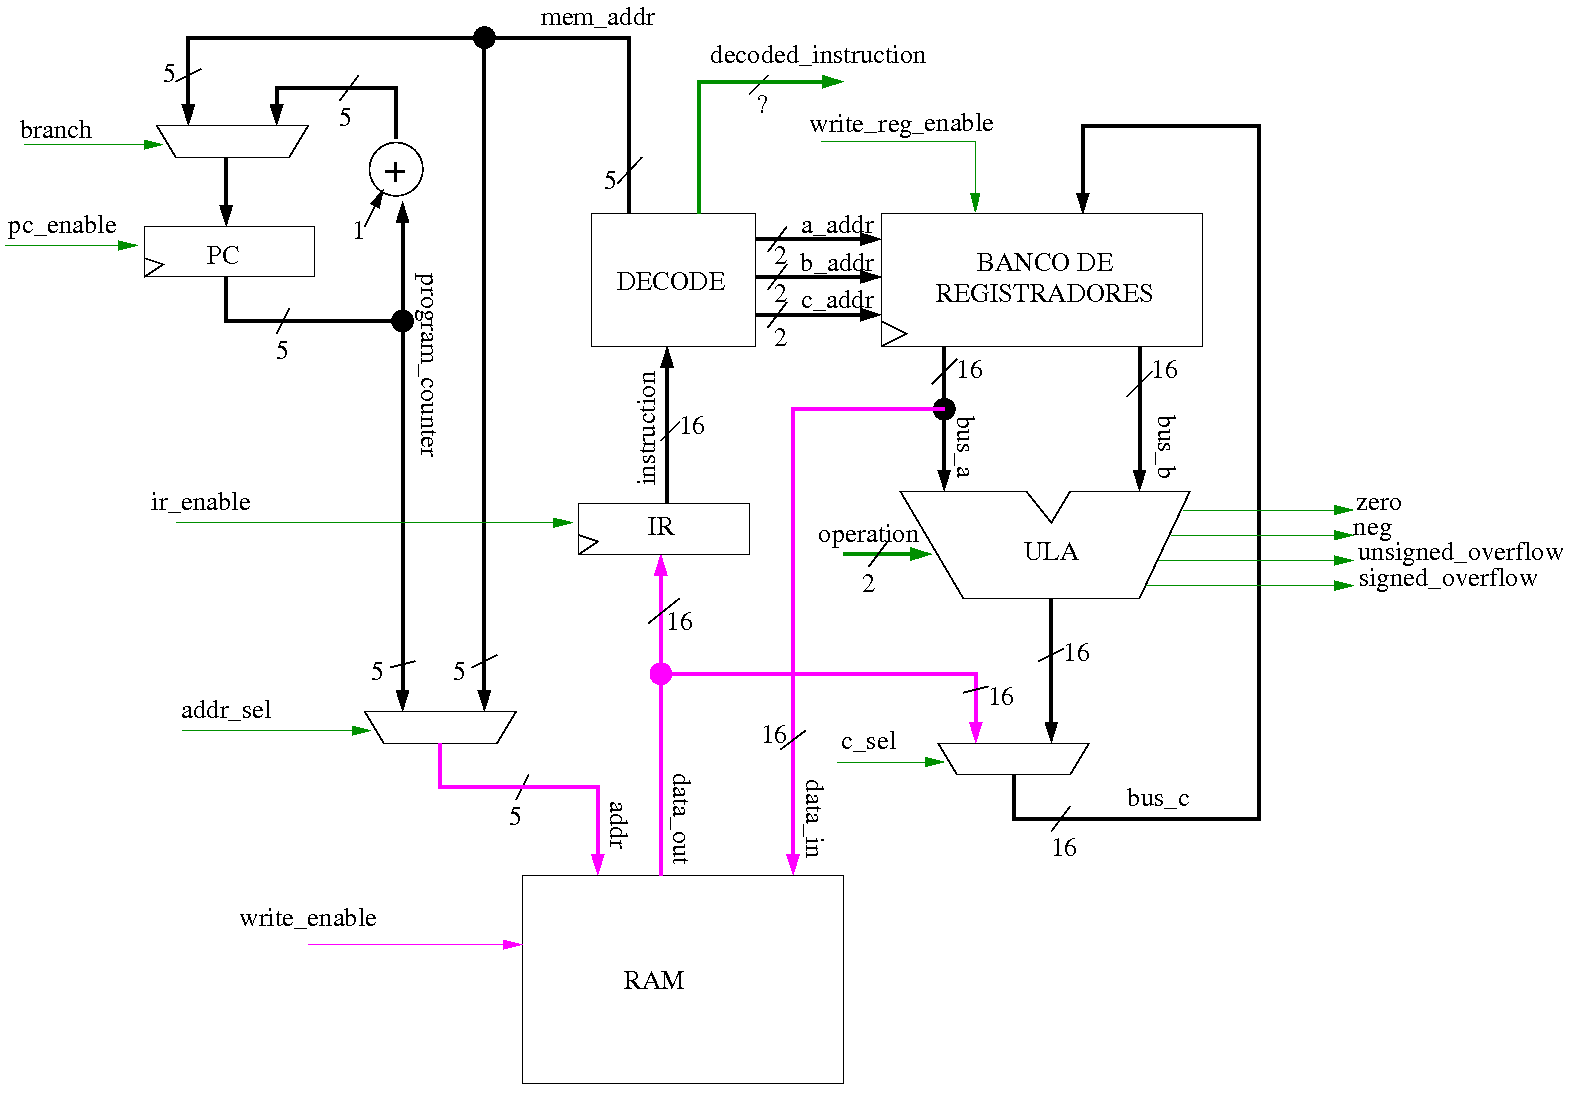 mem_addr
decoded_instruction
5
5
?
branch
write_reg_enable
+
5
1
pc_enable
PC
DECODE
a_addr
2
b_addr
2
c_addr
2
BANCO DE
REGISTRADORES
5
program_counter
instruction
16
16
16
bus_a
bus_b
ir_enable
IR
operation
2
ULA
zero
neg
unsigned_overflow
signed_overflow
16
16
5
5
16
addr_sel
16
c_sel
5
addr
data_out
data_in
bus_c
16
write_enable
RAM